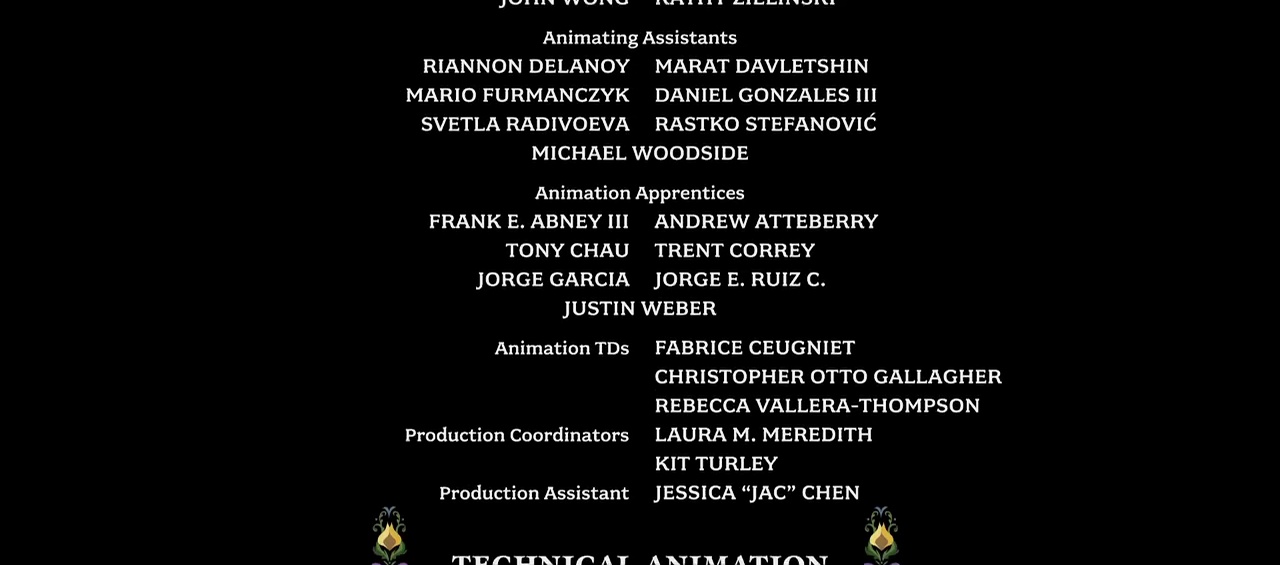 JOHN WONG KATHY ZIELINSKI
Animating Assistants
RIANNON DELANOY MARAT DAVLETSHIN
MARIO FURMANCZYK DANIEL GONZALES III
SVETLA RADIVOEVA RASTKO STEFANOVIĆ
MICHAEL WOODSIDE
Animation Apprentices
FRANK E. ABNEY III ANDREW ATTEBERRY
TONY CHAU TRENT CORREY
JORGE GARCIA JORGE E. RUIZ C.
JUSTIN WEBER
Animation TDs FABRICE CEUGNIET
CHRISTOPHER OTTO GALLAGHER
REBECCA VALLERA-THOMPSON
Production Coordinators LAURA M. MEREDITH
KIT TURLEY
Production Assistant JESSICA “JAC” CHEN
TECHNICAL ANIMATION